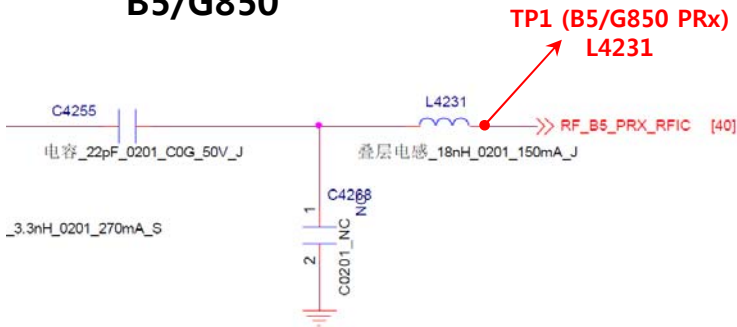 B5/G850
TP1 (B5/G850 PRx)
L4231
C4255
L4231
RF_B5_PRX_RFIC [40]
电容_22pF_0201_C0G_50V_J
叠层电感_18nH_0201_150mA_J
C4268
NC
1
_3.3nH_0201_270mA_S
2
C0201_NC